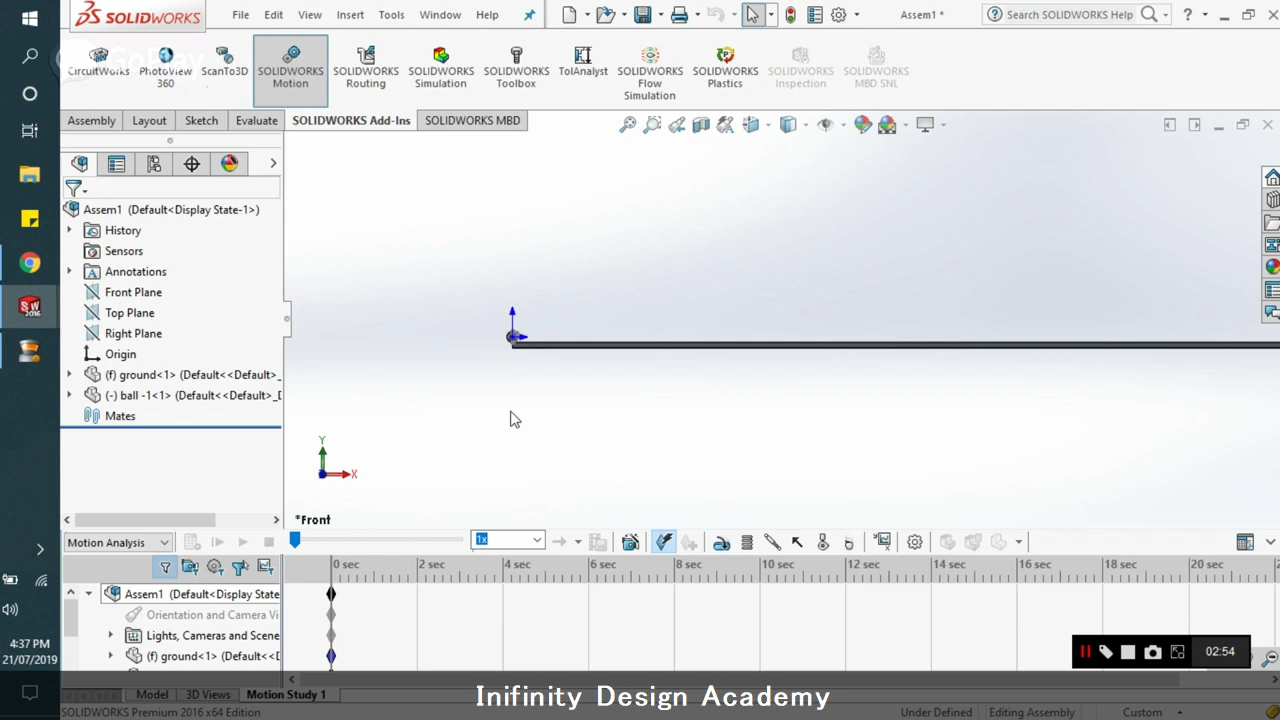 SOLIDWORKS File Edit View Insert Tools Window Help Assem1 * Search SOLIDWORKS Help ?
CircuitWorks PhotoView 360 ScanTo3D SOLIDWORKS Motion SOLIDWORKS Routing SOLIDWORKS Simulation SOLIDWORKS Toolbox TolAnalyst SOLIDWORKS Flow Simulation SOLIDWORKS Plastics SOLIDWORKS Inspection SOLIDWORKS MBD SNL
Assembly Layout Sketch Evaluate SOLIDWORKS Add-Ins SOLIDWORKS MBD
Assem1 (Default<Display State-1>)
History
Sensors
Annotations
Front Plane
Top Plane
Right Plane
Origin
(f) ground<1> (Default<<Default>_
(-) ball -1<1> (Default<<Default>_D
Mates
Y
X
*Front
Motion Analysis 1x
0 sec 2 sec 4 sec 6 sec 8 sec 10 sec 12 sec 14 sec 16 sec 18 sec 20 sec
Assem1 (Default<Display State
Orientation and Camera Vi
Lights, Cameras and Scene
(f) ground<1> (Default<<D
4:37 PM
21/07/2019
02:54
Model 3D Views Motion Study 1
Inifinity Design Academy
SOLIDWORKS Premium 2016 x64 Edition Under Defined Editing Assembly Custom